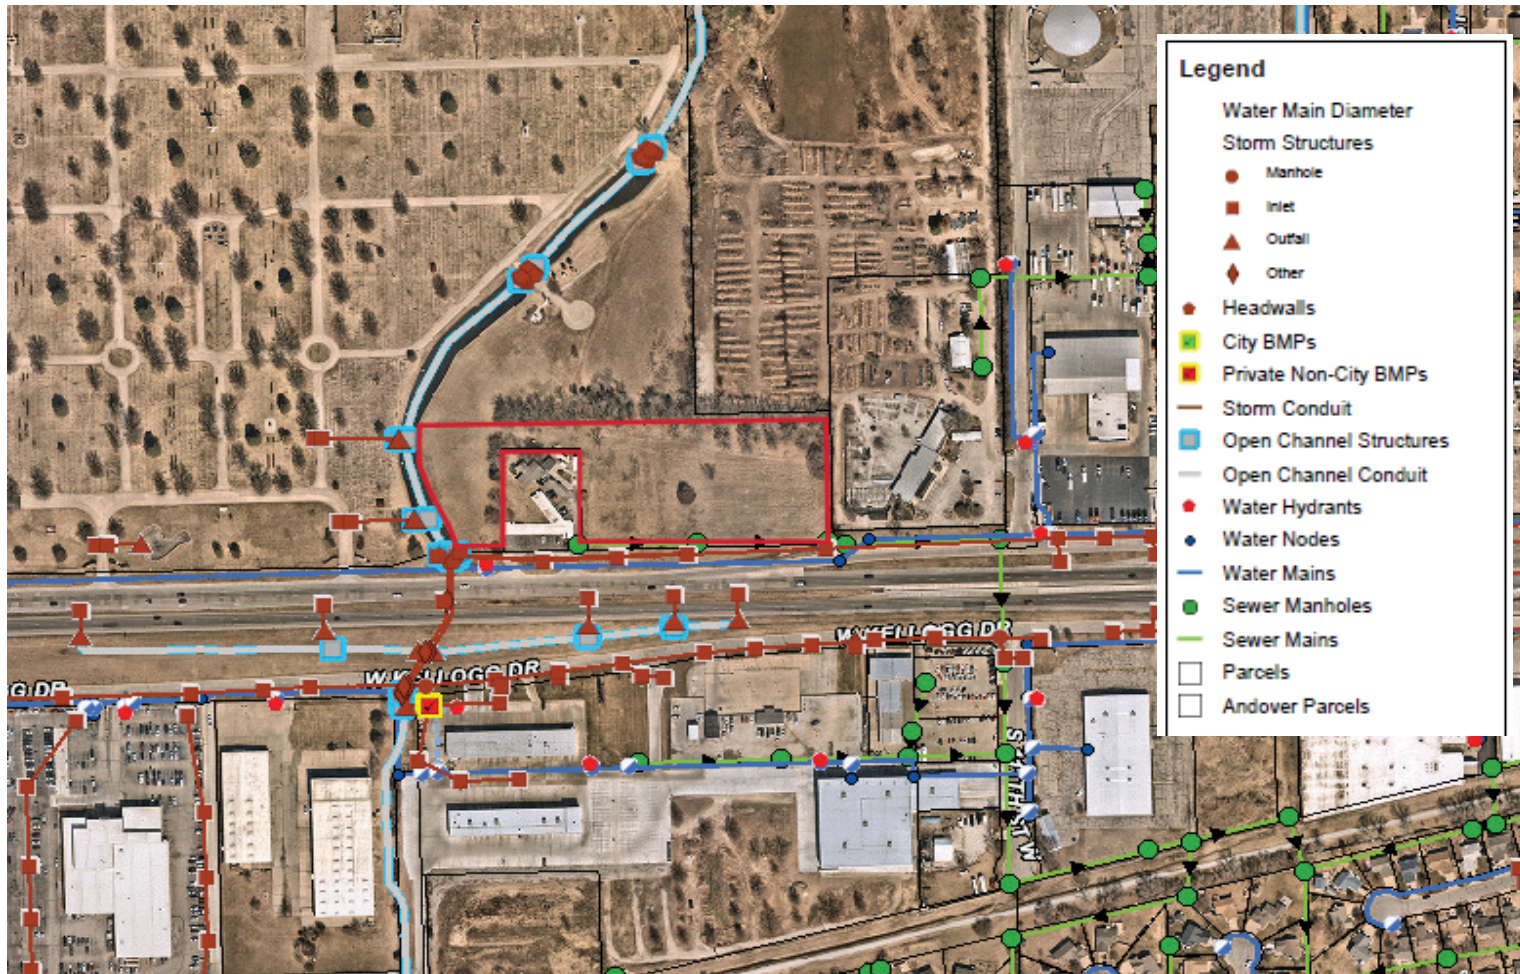 Legend
Water Main Diameter
Storm Structures
Manhole
Inlet
Outfall
Other
Headwalls
City BMPs
Private Non-City BMPs
Storm Conduit
Open Channel Structures
Open Channel Conduit
Water Hydrants
Water Nodes
Water Mains
Sewer Manholes
Sewer Mains
Parcels
Andover Parcels
W KELLOGG DR
W KELLOGG DR
G DR